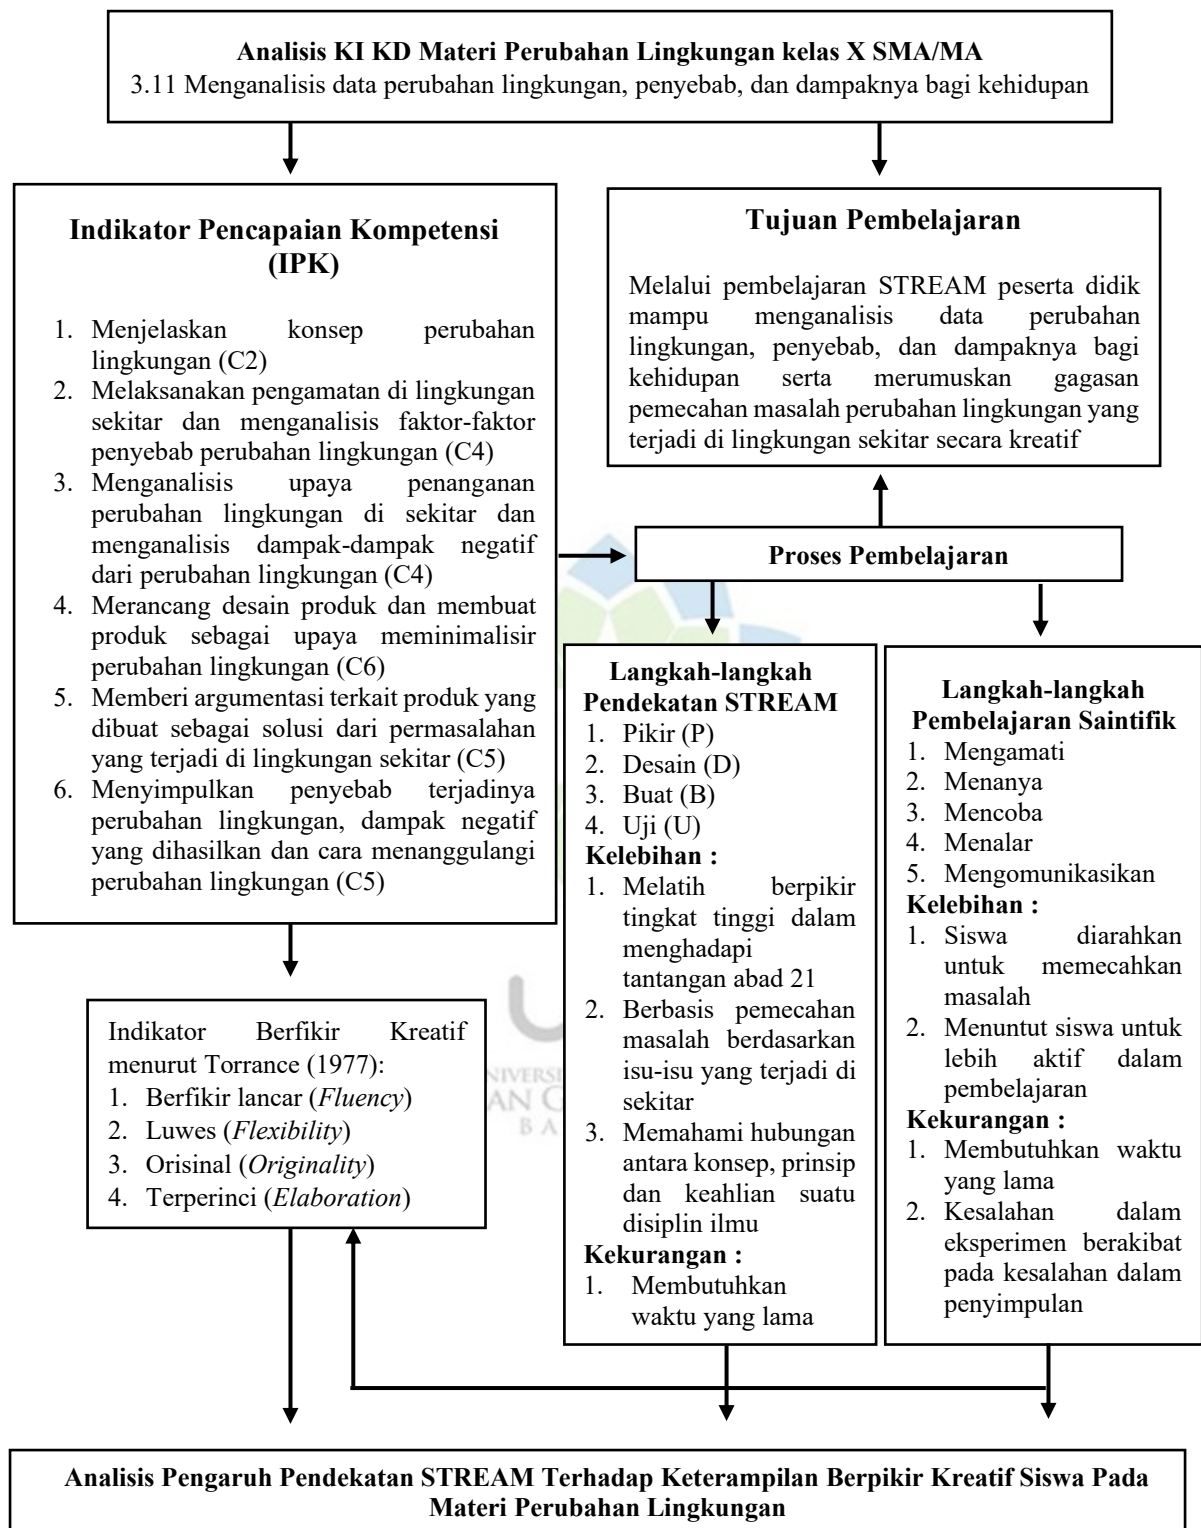 Analisis KI KD Materi Perubahan Lingkungan kelas X SMA/MA
3.11 Menganalisis data perubahan lingkungan, penyebab, dan dampaknya bagi kehidupan
Indikator Pencapaian Kompetensi
(IPK)
1. Menjelaskan konsep perubahan
lingkungan (C2)
2. Melaksanakan pengamatan di lingkungan
sekitar dan menganalisis faktor-faktor
penyebab perubahan lingkungan (C4)
3. Menganalisis upaya penanganan
perubahan lingkungan di sekitar dan
menganalisis dampak-dampak negatif
dari perubahan lingkungan (C4)
4. Merancang desain produk dan membuat
produk sebagai upaya meminimalisir
perubahan lingkungan (C6)
5. Memberi argumentasi terkait produk yang
dibuat sebagai solusi dari permasalahan
yang terjadi di lingkungan sekitar (C5)
6. Menyimpulkan penyebab terjadinya
perubahan lingkungan, dampak negatif
yang dihasilkan dan cara menanggulangi
perubahan lingkungan (C5)
Tujuan Pembelajaran
Melalui pembelajaran STREAM peserta didik
mampu menganalisis data perubahan
lingkungan, penyebab, dan dampaknya bagi
kehidupan serta merumuskan gagasan
pemecahan masalah perubahan lingkungan yang
terjadi di lingkungan sekitar secara kreatif
Proses Pembelajaran
Langkah-langkah
Pendekatan STREAM
1. Pikir (P)
2. Desain (D)
3. Buat (B)
4. Uji (U)
Kelebihan :
1. Melatih berpikir
tingkat tinggi dalam
menghadapi
tantangan abad 21
2. Berbasis pemecahan
masalah berdasarkan
isu-isu yang terjadi di
sekitar
3. Memahami hubungan
antara konsep, prinsip
dan keahlian suatu
disiplin ilmu
Kekurangan :
1. Membutuhkan
waktu yang lama
Langkah-langkah
Pembelajaran Saintifik
1. Mengamati
2. Menanya
3. Mencoba
4. Menalar
5. Mengomunikasikan
Kelebihan :
1. Siswa diarahkan
untuk memecahkan
masalah
2. Menuntut siswa untuk
lebih aktif dalam
pembelajaran
Kekurangan :
1. Membutuhkan waktu
yang lama
2. Kesalahan dalam
eksperimen berakibat
pada kesalahan dalam
penyimpulan
Indikator Berfikir Kreatif
menurut Torrance (1977):
1. Berfikir lancar (Fluency)
2. Luwes (Flexibility)
3. Orisinal (Originality)
4. Terperinci (Elaboration)
Analisis Pengaruh Pendekatan STREAM Terhadap Keterampilan Berpikir Kreatif Siswa Pada
Materi Perubahan Lingkungan